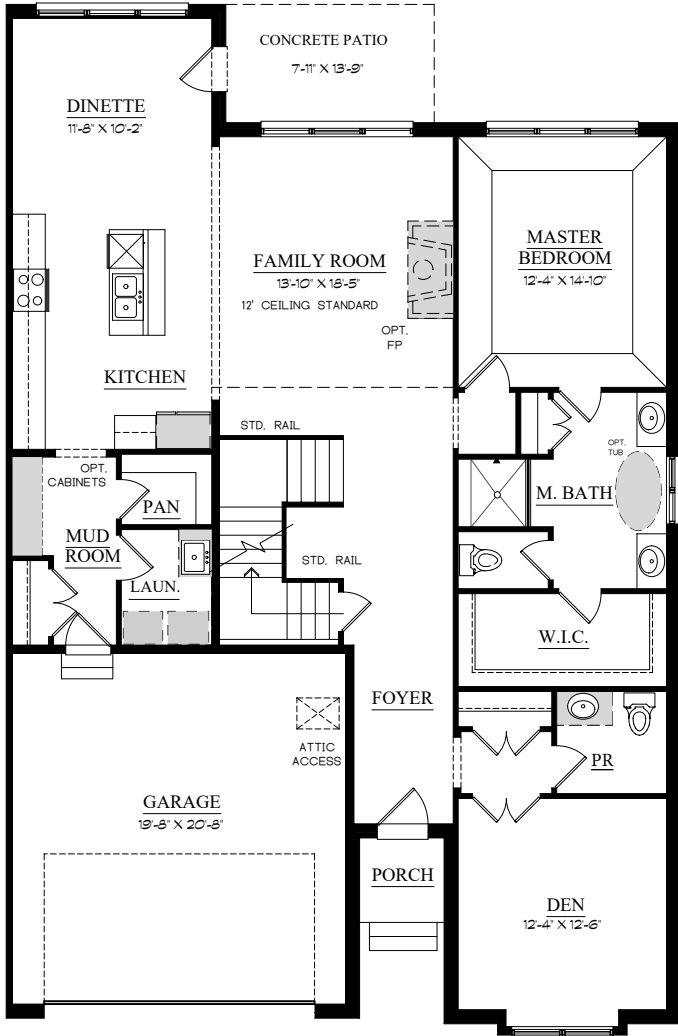 CONCRETE PATIO
7'-11" X 13'-9"
DINETTE
11'-8" X 10'-2"
FAMILY ROOM
13'-10" X 18'-5"
12' CEILING STANDARD
MASTER
BEDROOM
12'-4" X 14'-10"
OPT.
FP
KITCHEN
STD. RAIL
OPT.
CABINETS
PAN
OPT.
TUB
M. BATH
MUD
ROOM
STD. RAIL
LAUN.
W.I.C.
FOYER
ATTIC
ACCESS
PR
GARAGE
19'-8" X 20'-8"
PORCH
DEN
12'-4" X 12'-6"